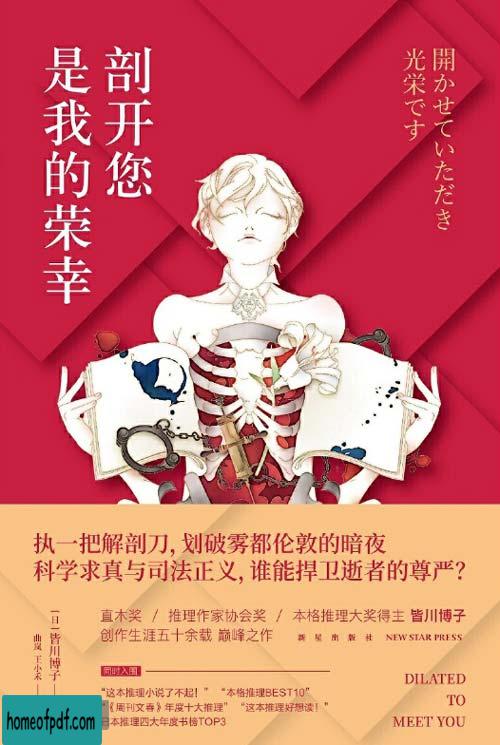 剖开您
是我的荣幸
開かせていただき
光栄です
执一把解剖刀，划破雾都伦敦的暗夜
科学求真与司法正义，谁能捍卫逝者的尊严？
直木奖 / 推理作家协会奖 / 本格推理大奖得主 皆川博子
创作生涯五十余载 巅峰之作
新星出版社 NEW STAR PRESS
[日]皆川博子
曲岚 王小禾
同时入围
“这本推理小说了不起！” “本格推理BEST10”
“《周刊文春》年度十大推理” “这本推理好想读！”
日本推理四大年度书榜TOP3
DILATED
TO
MEET YOU
homeofpdf.com